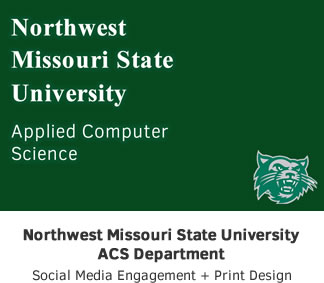 Northwest
Missouri State
University
Applied Computer
Science
Northwest Missouri State University
ACS Department
Social Media Engagement + Print Design